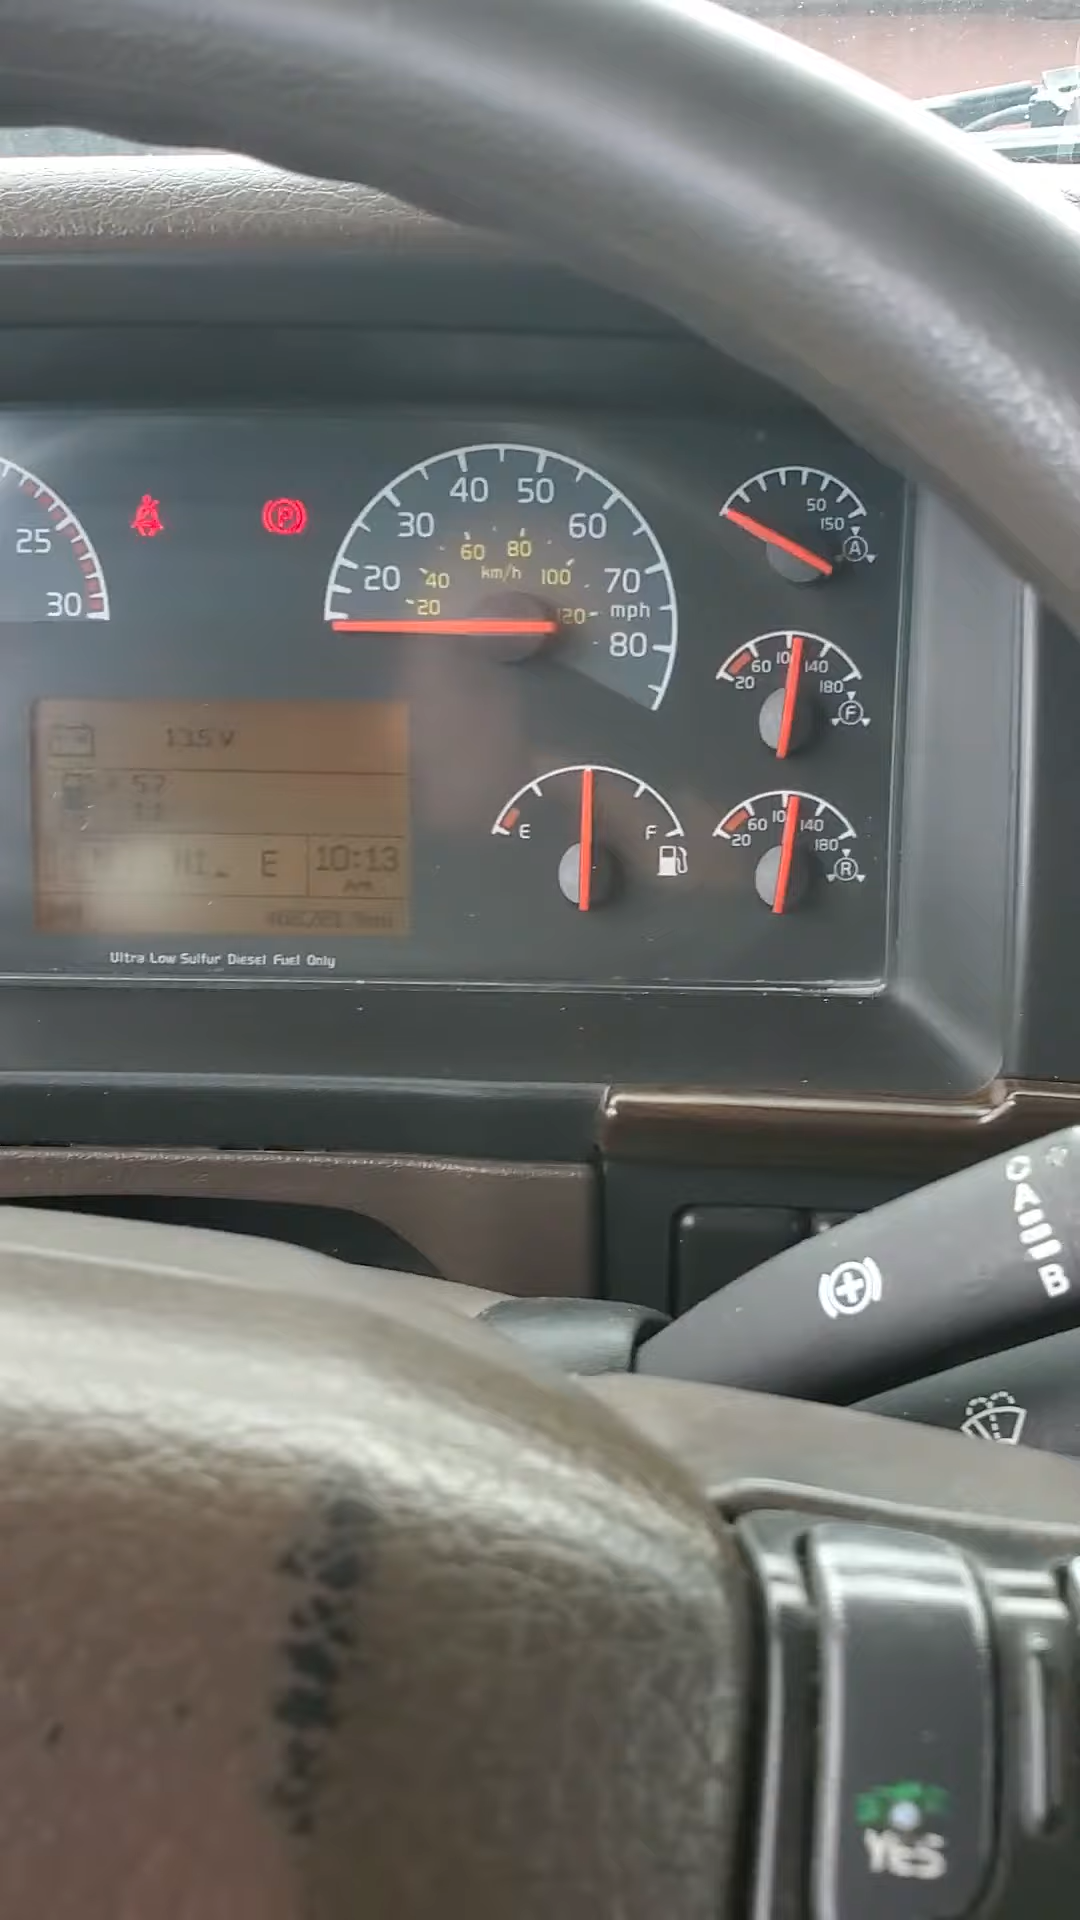 25
30
P
40 50
30 60
20 70
80
60 80
40 km/h 100
20 120
mph
50
150
A
60 140
20 180
F
60 140
20 180
R
E F
13.5 V
57
E
10:13
AM
Ultra Low Sulfur Diesel Fuel Only
B
YES